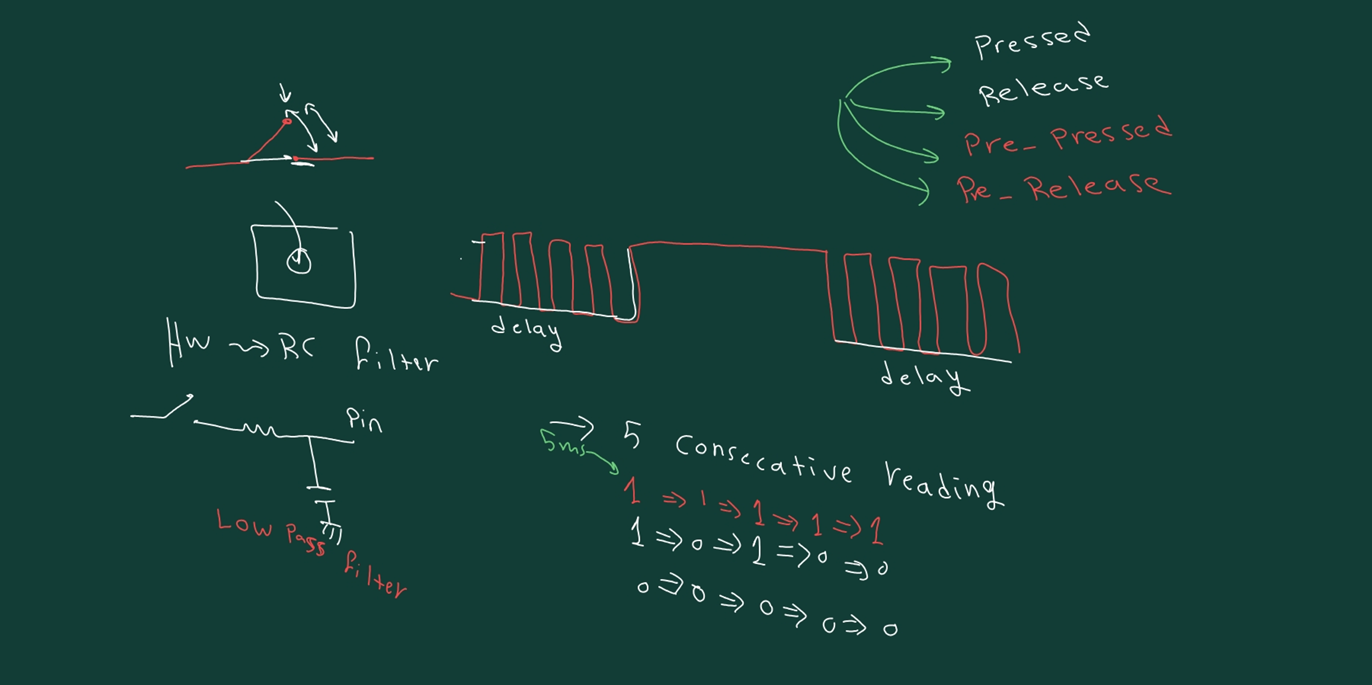 Pressed
Release
Pre_Pressed
Pre_Release
delay
delay
HW ~> RC filter
Pin
Low Pass filter
→ 5 Consecative reading
5ms
1 => 1 => 1 => 1 => 1
1 => 0 => 1 => 0 => 0
0 => 0 => 0 => 0 => 0